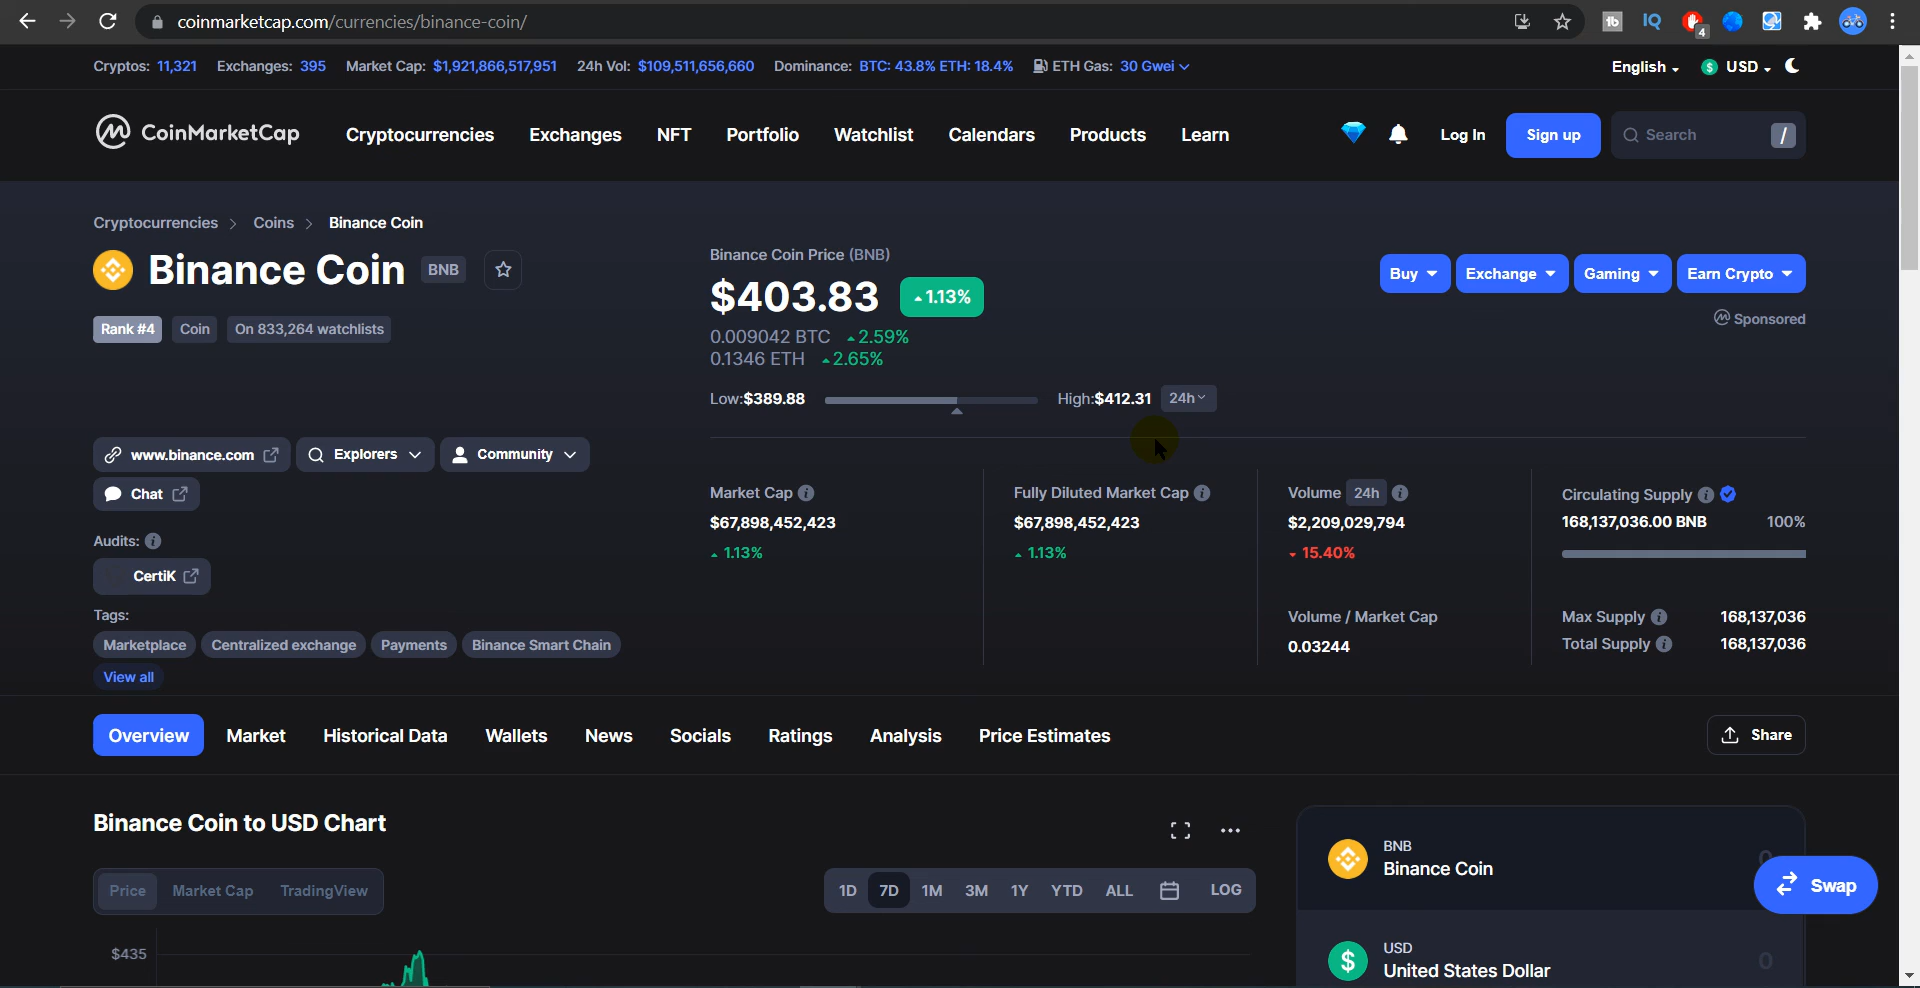 coinmarketcap.com/currencies/binance-coin/
tb
IQ
4
Cryptos: 11,321 Exchanges: 395 Market Cap: $1,921,866,517,951 24h Vol: $109,511,656,660 Dominance: BTC: 43.8% ETH: 18.4% ETH Gas: 30 Gwei
English $ USD
CoinMarketCap Cryptocurrencies Exchanges NFT Portfolio Watchlist Calendars Products Learn Log In Sign up Search /
Cryptocurrencies > Coins > Binance Coin
Binance Coin BNB
Rank #4 Coin On 833,264 watchlists
Binance Coin Price (BNB)
$403.83 1.13%
0.009042 BTC 2.59%
0.1346 ETH 2.65%
Low:$389.88 High:$412.31 24h
Buy Exchange Gaming Earn Crypto
Sponsored
www.binance.com Explorers Community
Chat
Audits:
CertiK
Tags:
Marketplace Centralized exchange Payments Binance Smart Chain
View all
Market Cap
$67,898,452,423
1.13%
Fully Diluted Market Cap
$67,898,452,423
1.13%
Volume 24h
$2,209,029,794
15.40%
Volume / Market Cap
0.03244
Circulating Supply
168,137,036.00 BNB 100%
Max Supply 168,137,036
Total Supply 168,137,036
Overview Market Historical Data Wallets News Socials Ratings Analysis Price Estimates Share
Binance Coin to USD Chart
Price Market Cap TradingView
1D 7D 1M 3M 1Y YTD ALL LOG
$435
BNB
Binance Coin 0
Swap
$ USD
United States Dollar 0